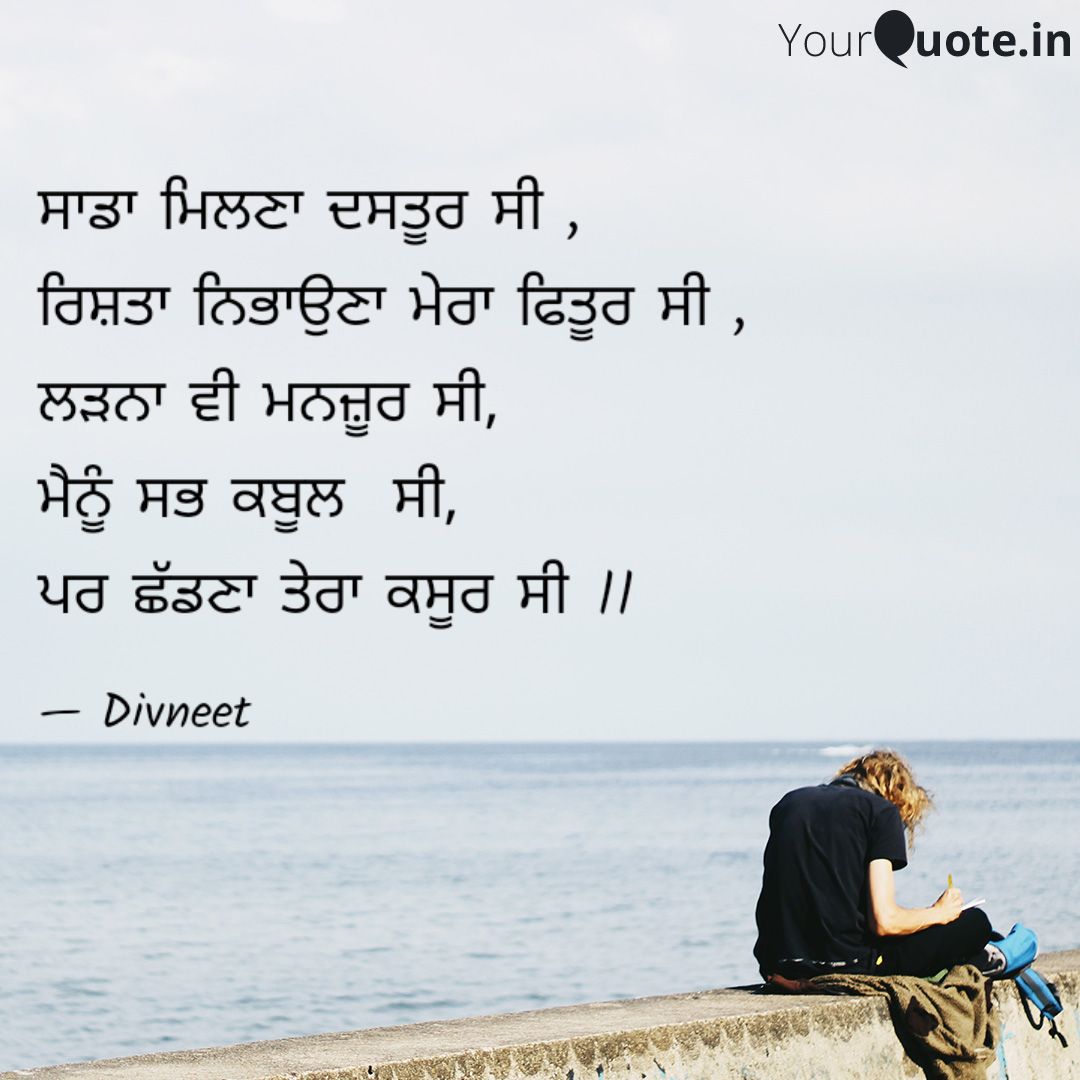 YourQuote.in
ਸਾਡਾ ਮਿਲਣਾ ਦਸਤੂਰ ਸੀ ,
ਰਿਸ਼ਤਾ ਨਿਭਾਉਣਾ ਮੇਰਾ ਫਿਤੂਰ ਸੀ ,
ਲੜਨਾ ਵੀ ਮਨਜ਼ੂਰ ਸੀ,
ਮੈਨੂੰ ਸਭ ਕਬੂਲ  ਸੀ,
ਪਰ ਛੱਡਣਾ ਤੇਰਾ ਕਸੂਰ ਸੀ ।।
— Divneet